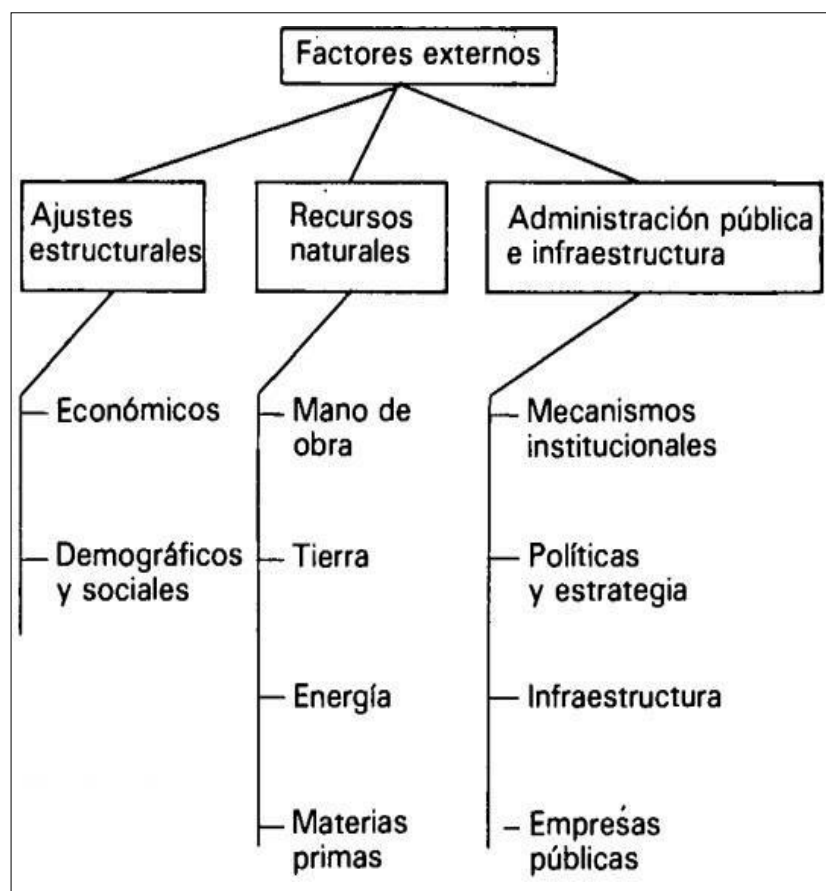 Factores externos
Ajustes
estructurales
Recursos
naturales
Administración pública
e infraestructura
Económicos
Demográficos
y sociales
Mano de
obra
Tierra
Energía
Materias
primas
Mecanismos
institucionales
Políticas
y estrategia
Infraestructura
Empresas
públicas